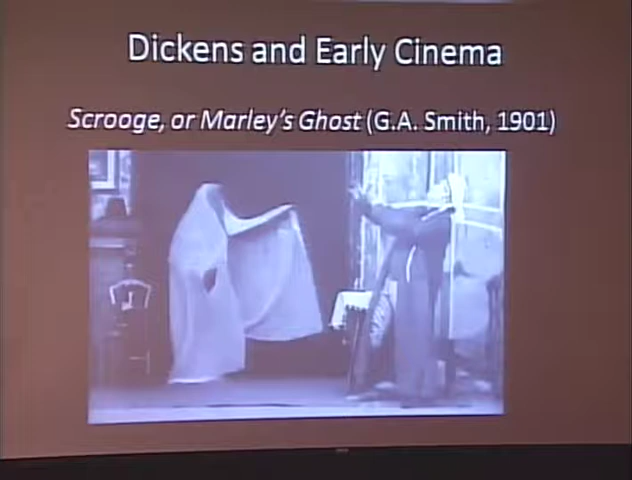 Dickens and Early Cinema
Scrooge, or Marley's Ghost (G.A. Smith, 1901)